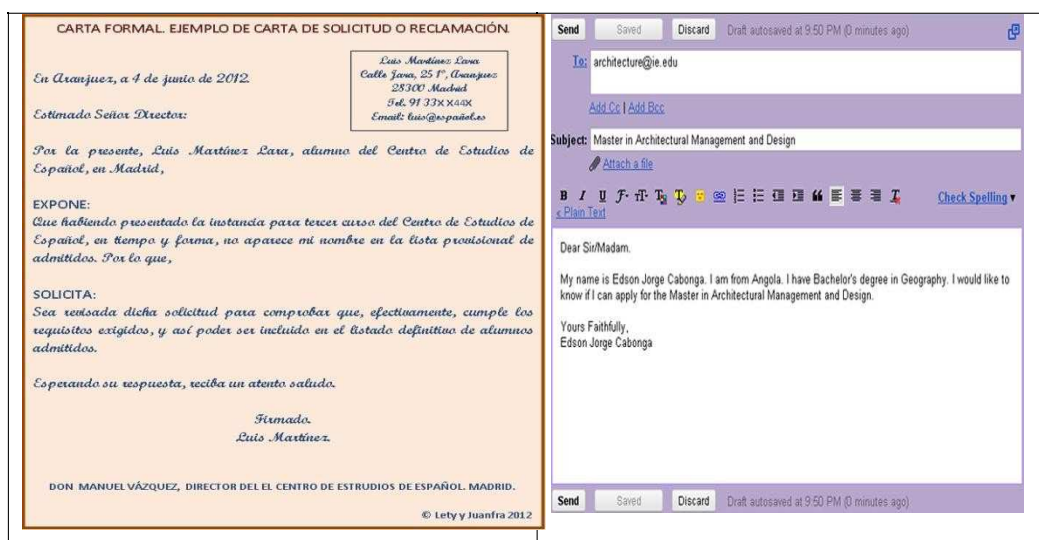 CARTA FORMAL. EJEMPLO DE CARTA DE SOLICITUD O RECLAMACIÓN.
Luis Martínez Lara
Calle Java, 25 1º, Aranjuez
28300 Madrid
Tel. 91 33X X44X
Email: luis@español.es
En Aranjuez, a 4 de junio de 2012.
Estimado Señor Director:
Por la presente, Luis Martínez Lara, alumno del Centro de Estudios de
Español, en Madrid,
EXPONE:
Que habiendo presentado la instancia para tercer curso del Centro de Estudios de
Español, en tiempo y forma, no aparece mi nombre en la lista provisional de
admitidos. Por lo que,
SOLICITA:
Sea revisada dicha solicitud para comprobar que, efectivamente, cumple los
requisitos exigidos, y así poder ser incluido en el listado definitivo de alumnos
admitidos.
Esperando su respuesta, reciba un atento saludo.
Firmado.
Luis Martínez.
DON MANUEL VÁZQUEZ, DIRECTOR DEL EL CENTRO DE ESTRUDIOS DE ESPAÑOL. MADRID.
© Lety y Juanfra 2012
Send Saved Discard Draft autosaved at 9:50 PM (0 minutes ago)
To: architecture@ie.edu
Add Cc | Add Bcc
Subject: Master in Architectural Management and Design
Attach a file
B I U Check Spelling ▾
« Plain Text
Dear Sir/Madam.
My name is Edson Jorge Cabonga. I am from Angola. I have Bachelor's degree in Geography. I would like to
know if I can apply for the Master in Architectural Management and Design.
Yours Faithfully,
Edson Jorge Cabonga
Send Saved Discard Draft autosaved at 9:50 PM (0 minutes ago)